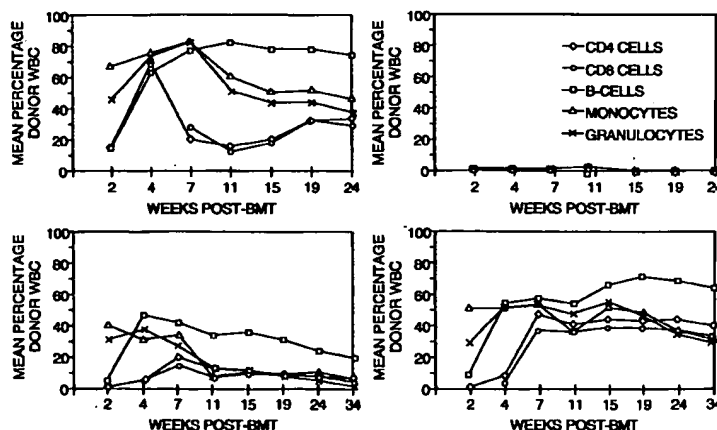 MEAN PERCENTAGE
DONOR WBC
100
80
60
40
20
0
2 4 7 11 15 19 24
WEEKS POST-BMT
MEAN PERCENTAGE
DONOR WBC
100
80
60
40
20
0
CD4 CELLS
CD8 CELLS
B-CELLS
MONOCYTES
GRANULOCYTES
2 4 7 11 15 19 24
WEEKS POST-BMT
MEAN PERCENTAGE
DONOR WBC
100
80
60
40
20
0
2 4 7 11 15 19 24 34
WEEKS POST-BMT
MEAN PERCENTAGE
DONOR WBC
100
80
60
40
20
0
2 4 7 11 15 19 24 34
WEEKS POST-BMT